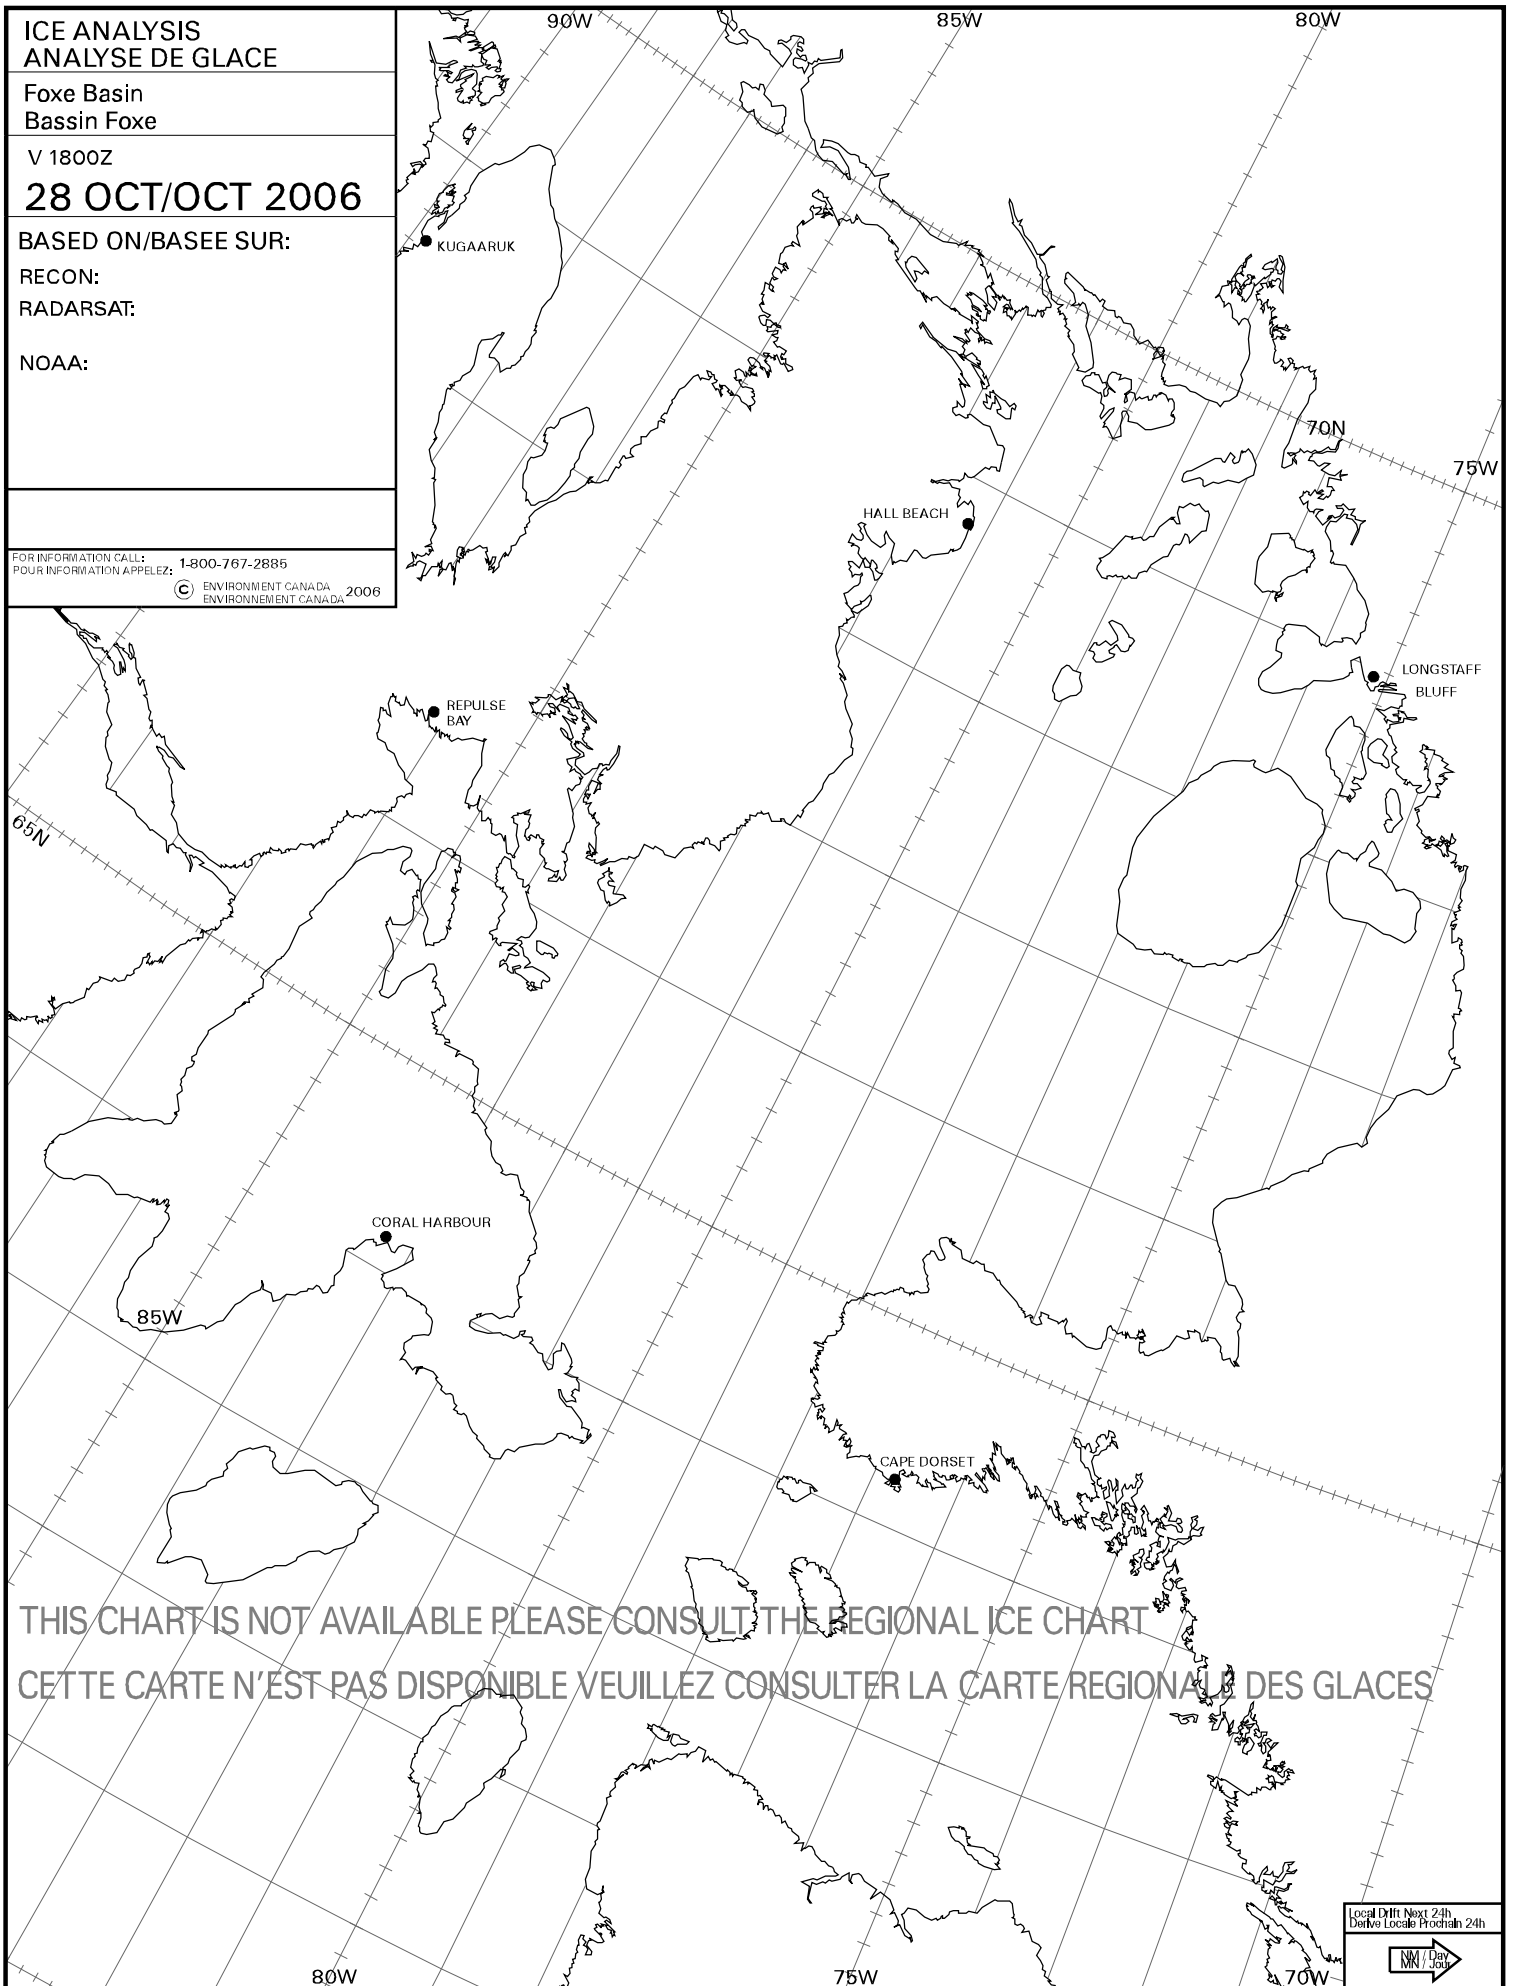 ICE ANALYSIS
ANALYSE DE GLACE
Foxe Basin
Bassin Foxe
V 1800Z
28 OCT/OCT 2006
BASED ON/BASEE SUR:
RECON:
RADARSAT:
NOAA:
FOR INFORMATION CALL:
POUR INFORMATION APPELEZ: 1-800-767-2885
© ENVIRONMENT CANADA
ENVIRONNEMENT CANADA 2006
90W
85W
80W
KUGAARUK
70N
75W
HALL BEACH
LONGSTAFF
BLUFF
REPULSE
BAY
65N
CORAL HARBOUR
85W
CAPE DORSET
THIS CHART IS NOT AVAILABLE PLEASE CONSULT THE REGIONAL ICE CHART
CETTE CARTE N'EST PAS DISPONIBLE VEUILLEZ CONSULTER LA CARTE REGIONALE DES GLACES
Local Drift Next 24h
Derive Locale Prochain 24h
NM / Day
MN / Jour
80W
75W
70W